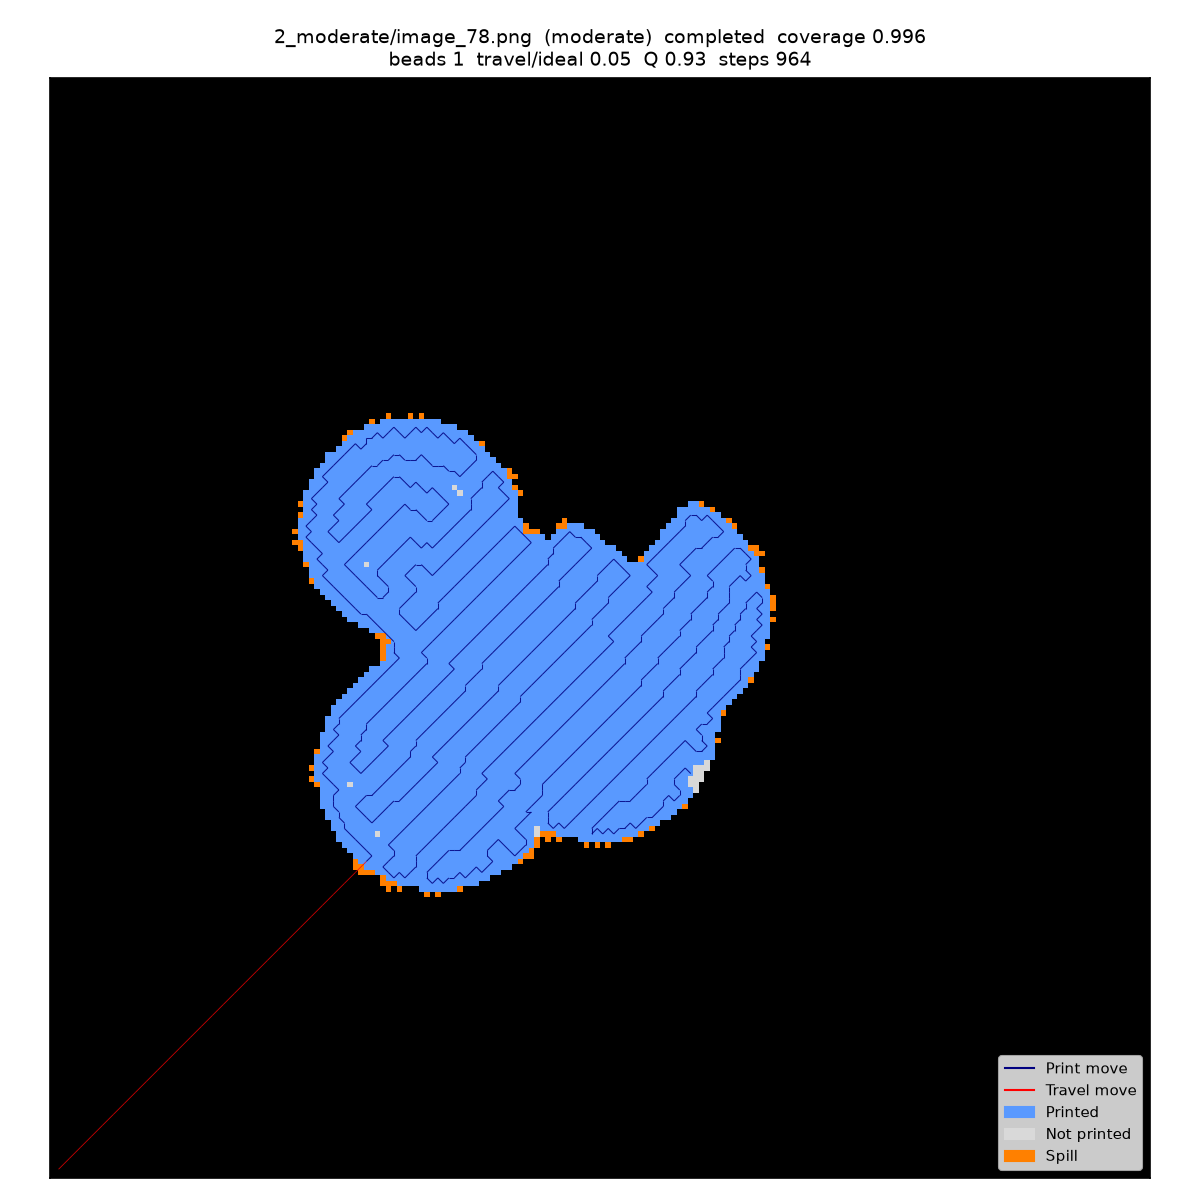 2_moderate/image_78.png  (moderate)  completed  coverage 0.996
beads 1  travel/ideal 0.05  Q 0.93  steps 964
Print move
Travel move
Printed
Not printed
Spill